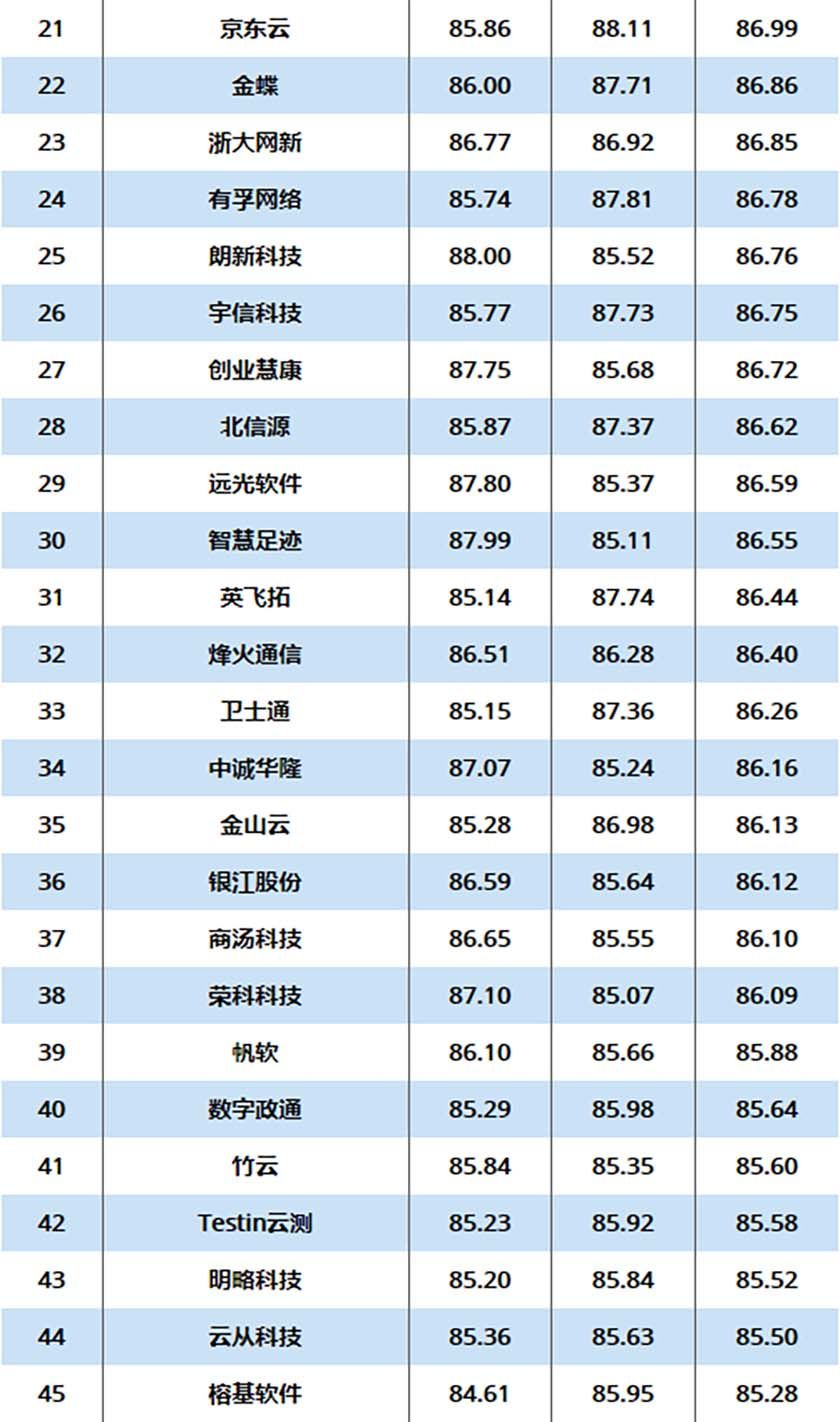 21 京东云 85.86 88.11 86.99
22 金蝶 86.00 87.71 86.86
23 浙大网新 86.77 86.92 86.85
24 有孚网络 85.74 87.81 86.78
25 朗新科技 88.00 85.52 86.76
26 宇信科技 85.77 87.73 86.75
27 创业慧康 87.75 85.68 86.72
28 北信源 85.87 87.37 86.62
29 远光软件 87.80 85.37 86.59
30 智慧足迹 87.99 85.11 86.55
31 英飞拓 85.14 87.74 86.44
32 烽火通信 86.51 86.28 86.40
33 卫士通 85.15 87.36 86.26
34 中诚华隆 87.07 85.24 86.16
35 金山云 85.28 86.98 86.13
36 银江股份 86.59 85.64 86.12
37 商汤科技 86.65 85.55 86.10
38 荣科科技 87.10 85.07 86.09
39 帆软 86.10 85.66 85.88
40 数字政通 85.29 85.98 85.64
41 竹云 85.84 85.35 85.60
42 Testin云测 85.23 85.92 85.58
43 明略科技 85.20 85.84 85.52
44 云从科技 85.36 85.63 85.50
45 榕基软件 84.61 85.95 85.28